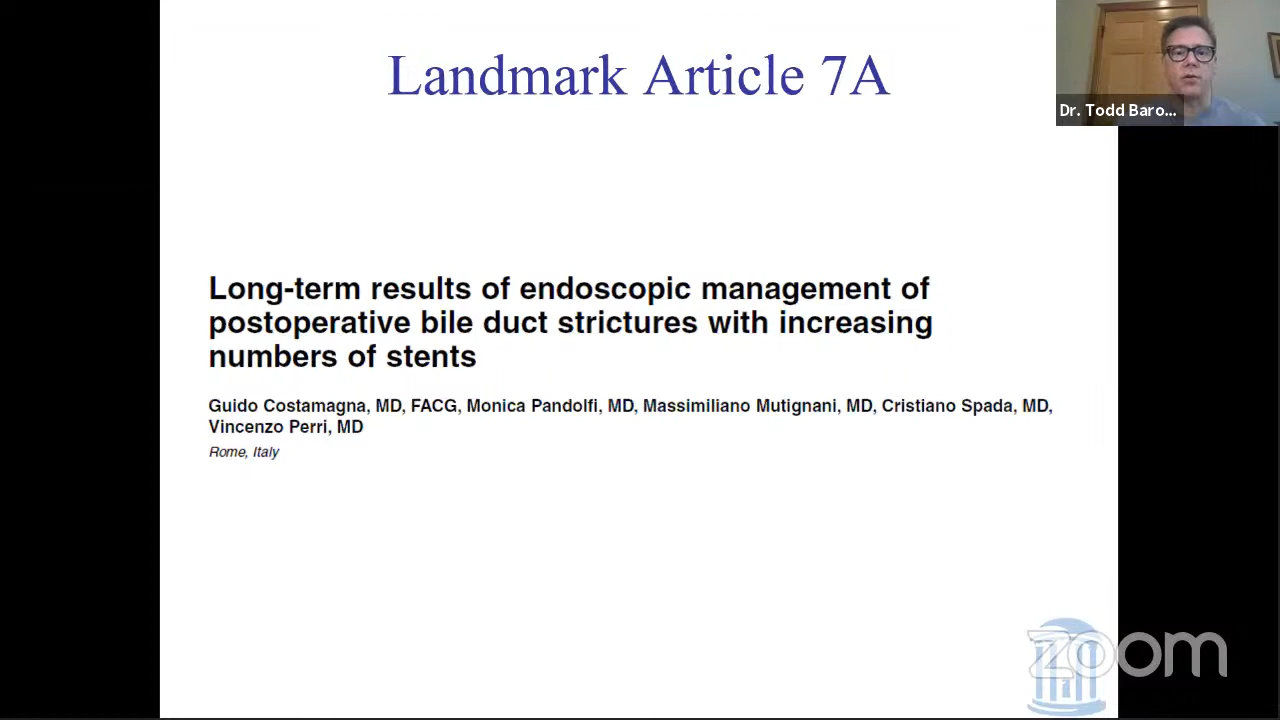 Landmark Article 7A
Dr. Todd Baro...
Long-term results of endoscopic management of
postoperative bile duct strictures with increasing
numbers of stents
Guido Costamagna, MD, FACG, Monica Pandolfi, MD, Massimiliano Mutignani, MD, Cristiano Spada, MD,
Vincenzo Perri, MD
Rome, Italy
zoom